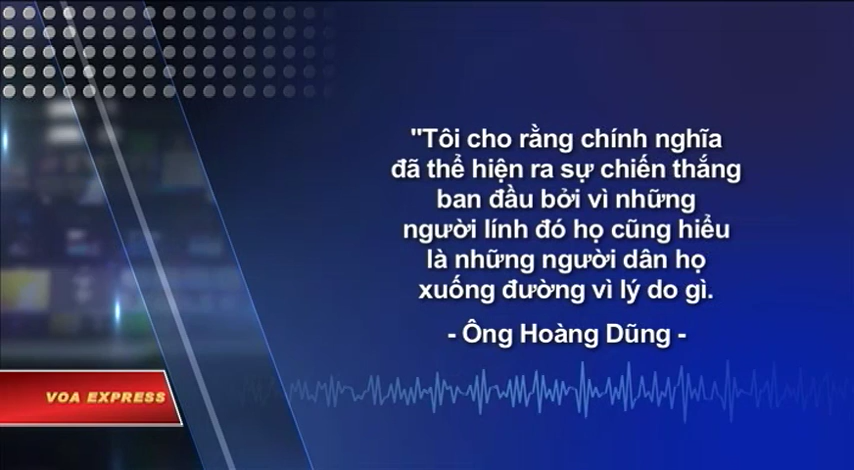 "Tôi cho rằng chính nghĩa
đã thể hiện ra sự chiến thắng
ban đầu bởi vì những
người lính đó họ cũng hiểu
là những người dân họ
xuống đường vì lý do gì.
- Ông Hoàng Dũng -
VOA EXPRESS